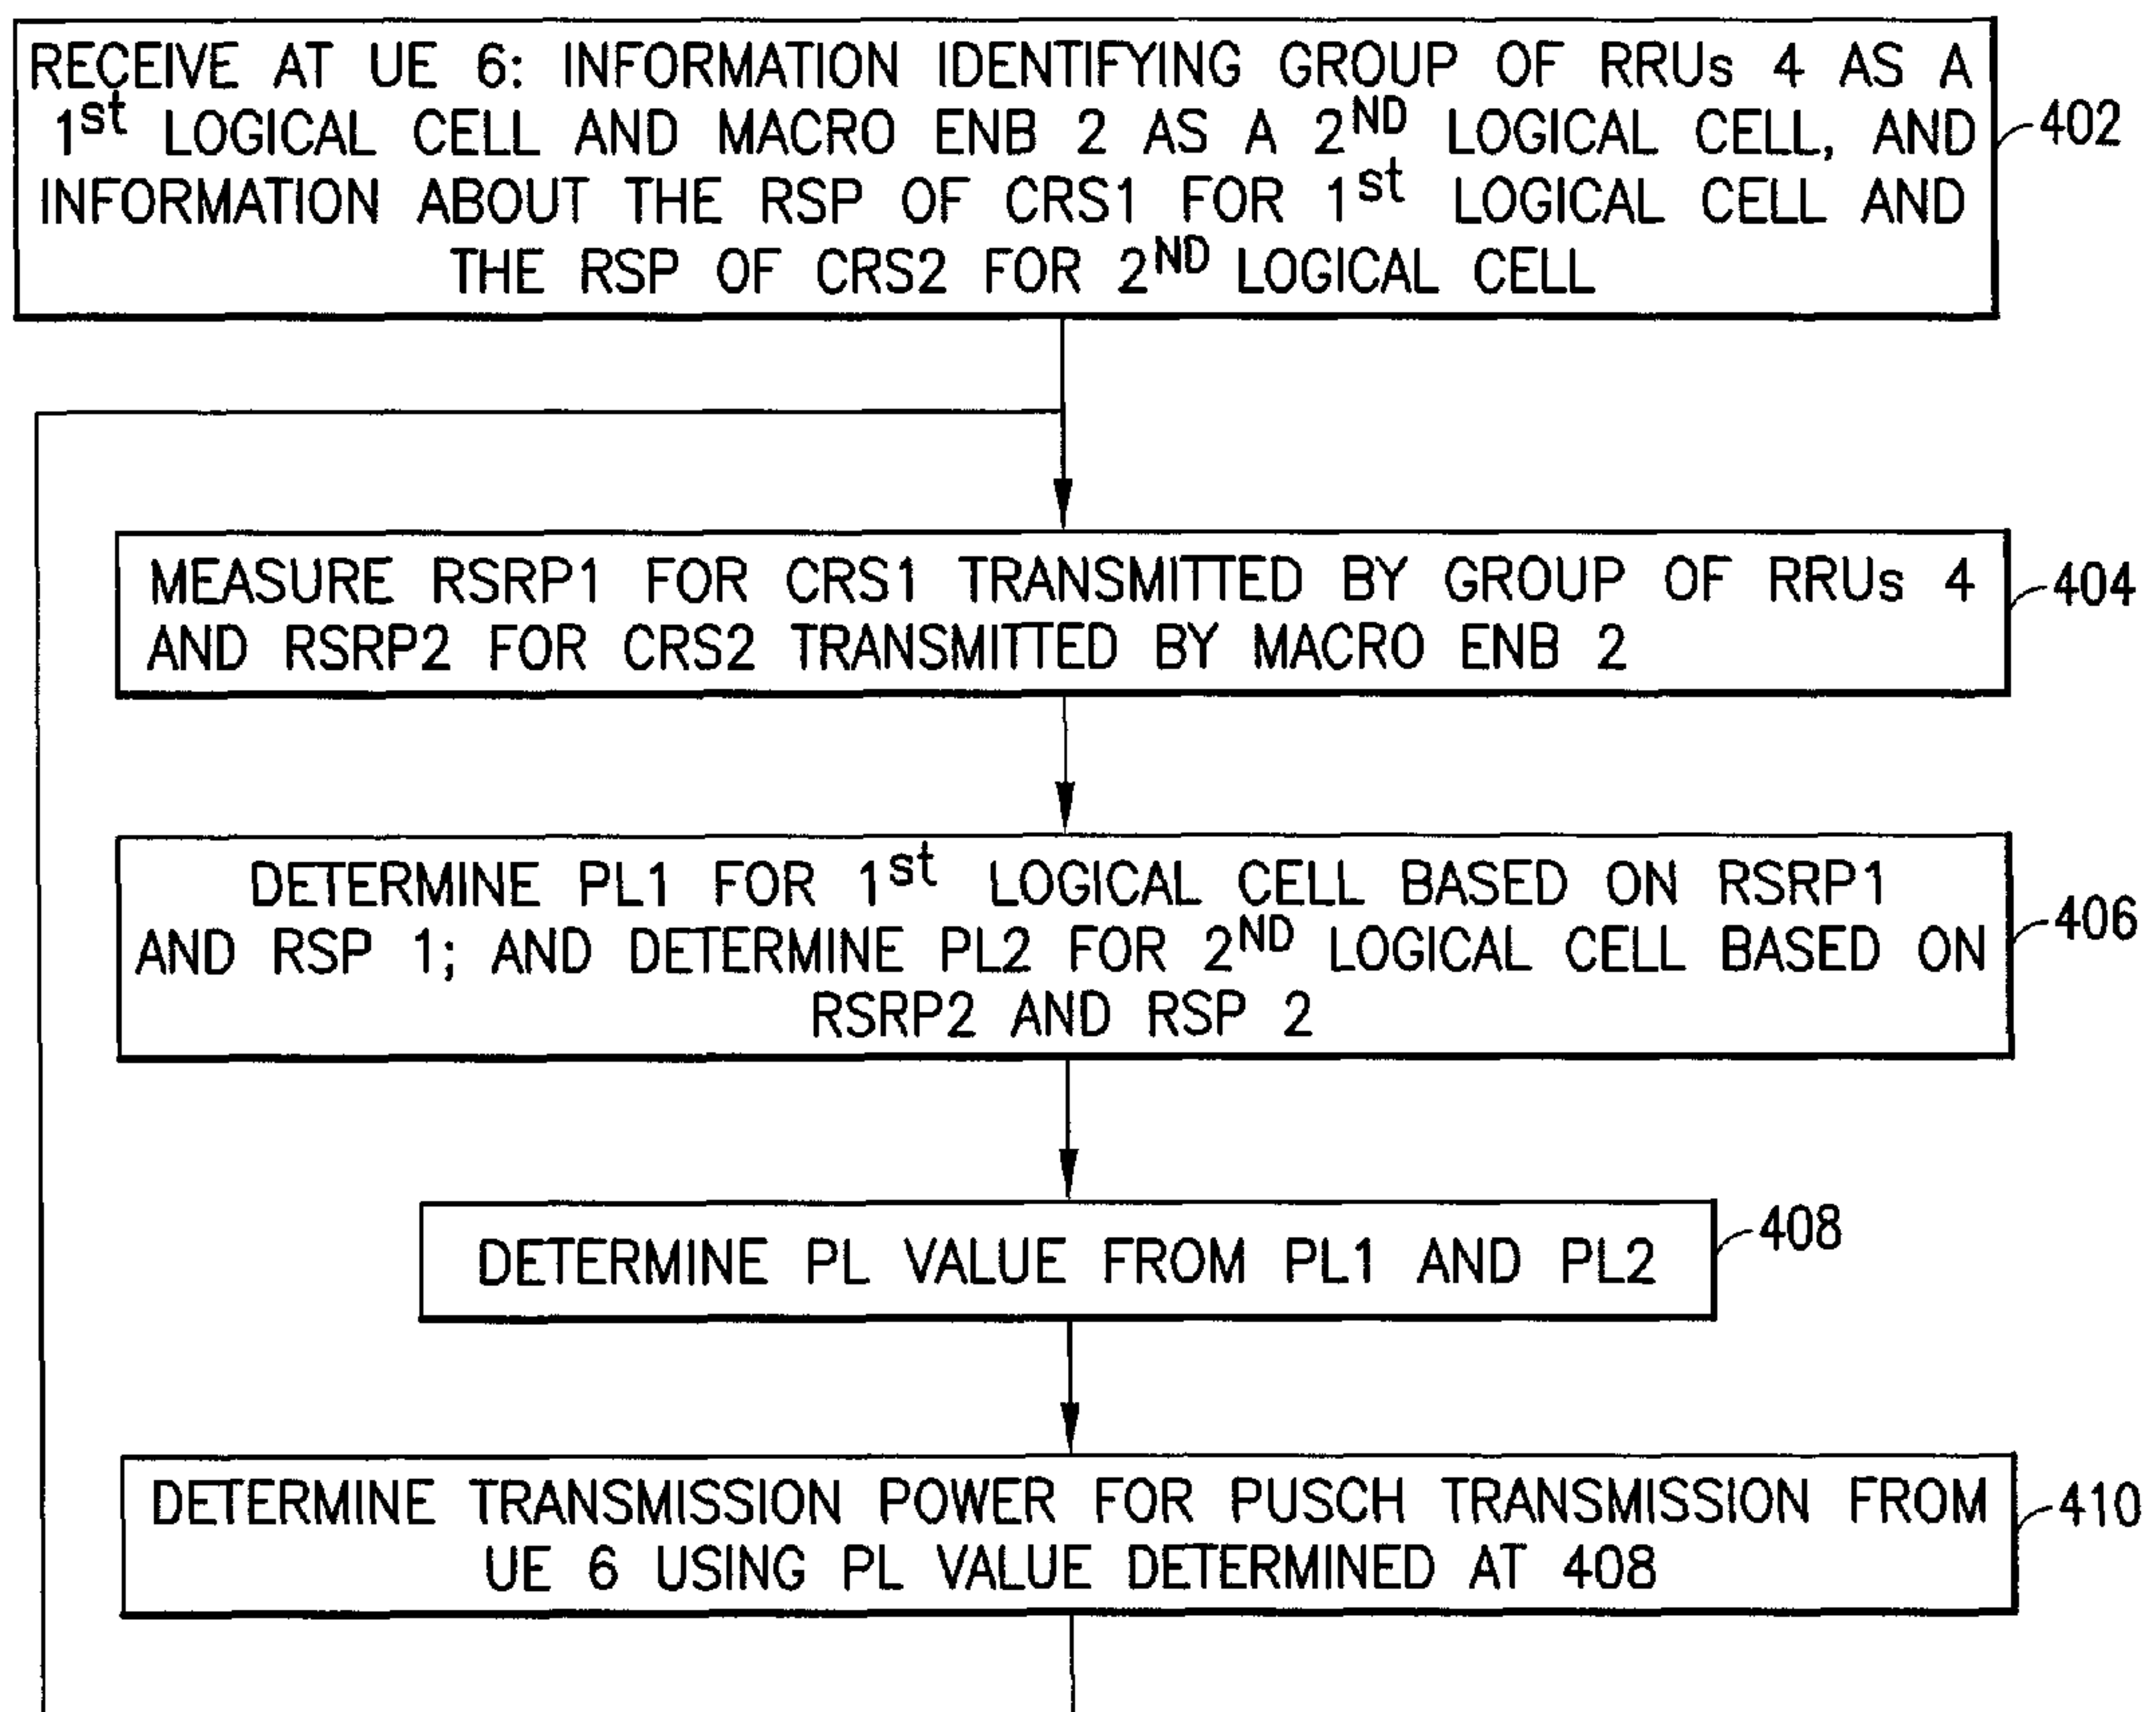 RECEIVE AT UE 6: INFORMATION IDENTIFYING GROUP OF RRUs 4 AS A
1st LOGICAL CELL AND MACRO ENB 2 AS A 2ND LOGICAL CELL, AND
INFORMATION ABOUT THE RSP OF CRS1 FOR 1st LOGICAL CELL AND
THE RSP OF CRS2 FOR 2ND LOGICAL CELL
402
MEASURE RSRP1 FOR CRS1 TRANSMITTED BY GROUP OF RRUs 4
AND RSRP2 FOR CRS2 TRANSMITTED BY MACRO ENB 2
404
DETERMINE PL1 FOR 1st LOGICAL CELL BASED ON RSRP1
AND RSP 1; AND DETERMINE PL2 FOR 2ND LOGICAL CELL BASED ON
RSRP2 AND RSP 2
406
DETERMINE PL VALUE FROM PL1 AND PL2
408
DETERMINE TRANSMISSION POWER FOR PUSCH TRANSMISSION FROM
UE 6 USING PL VALUE DETERMINED AT 408
410